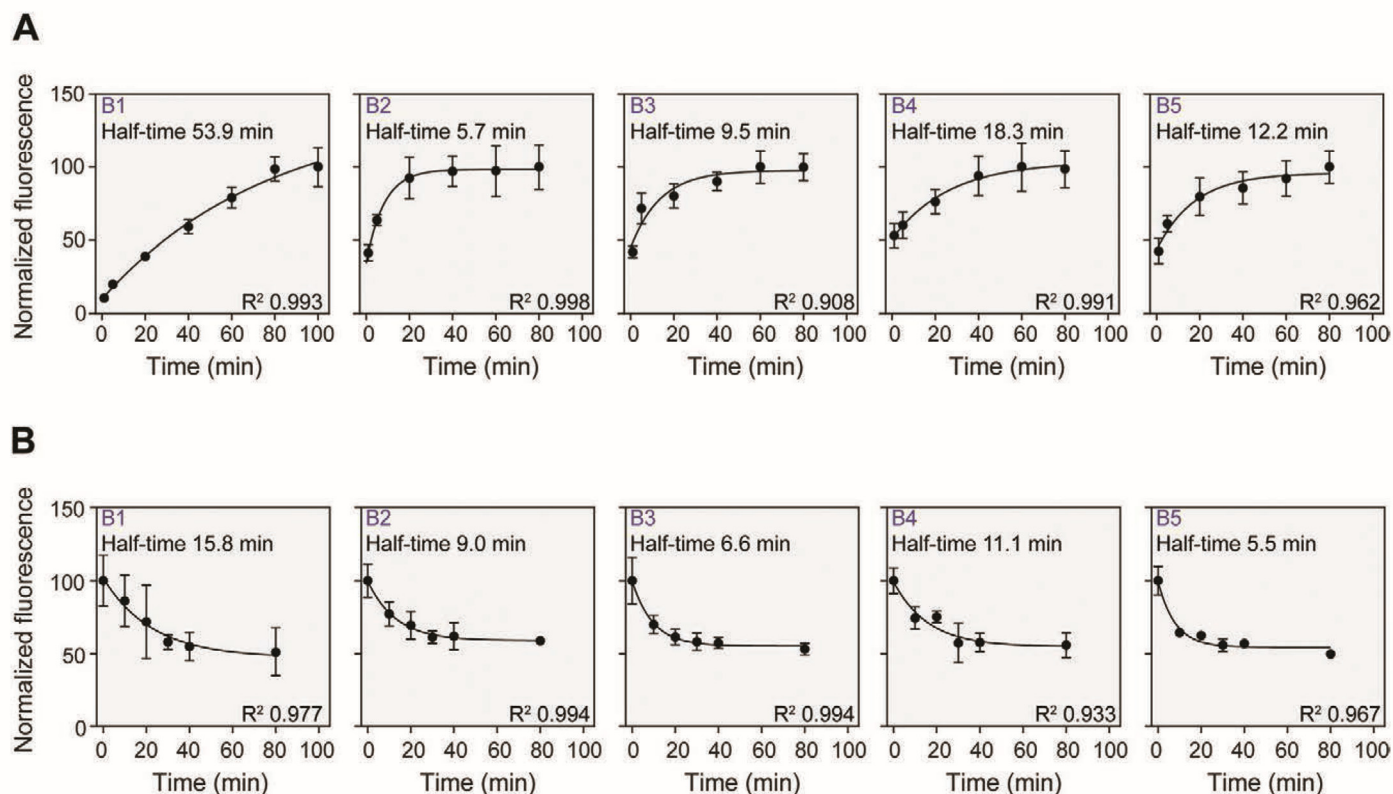 A
Normalized fluorescence
150
100
50
0
B1
Half-time 53.9 min
R² 0.993
0 20 40 60 80 100
Time (min)
B2
Half-time 5.7 min
R² 0.998
0 20 40 60 80 100
Time (min)
B3
Half-time 9.5 min
R² 0.908
0 20 40 60 80 100
Time (min)
B4
Half-time 18.3 min
R² 0.991
0 20 40 60 80 100
Time (min)
B5
Half-time 12.2 min
R² 0.962
0 20 40 60 80 100
Time (min)
B
Normalized fluorescence
150
100
50
0
B1
Half-time 15.8 min
R² 0.977
0 20 40 60 80 100
Time (min)
B2
Half-time 9.0 min
R² 0.994
0 20 40 60 80 100
Time (min)
B3
Half-time 6.6 min
R² 0.994
0 20 40 60 80 100
Time (min)
B4
Half-time 11.1 min
R² 0.933
0 20 40 60 80 100
Time (min)
B5
Half-time 5.5 min
R² 0.967
0 20 40 60 80 100
Time (min)